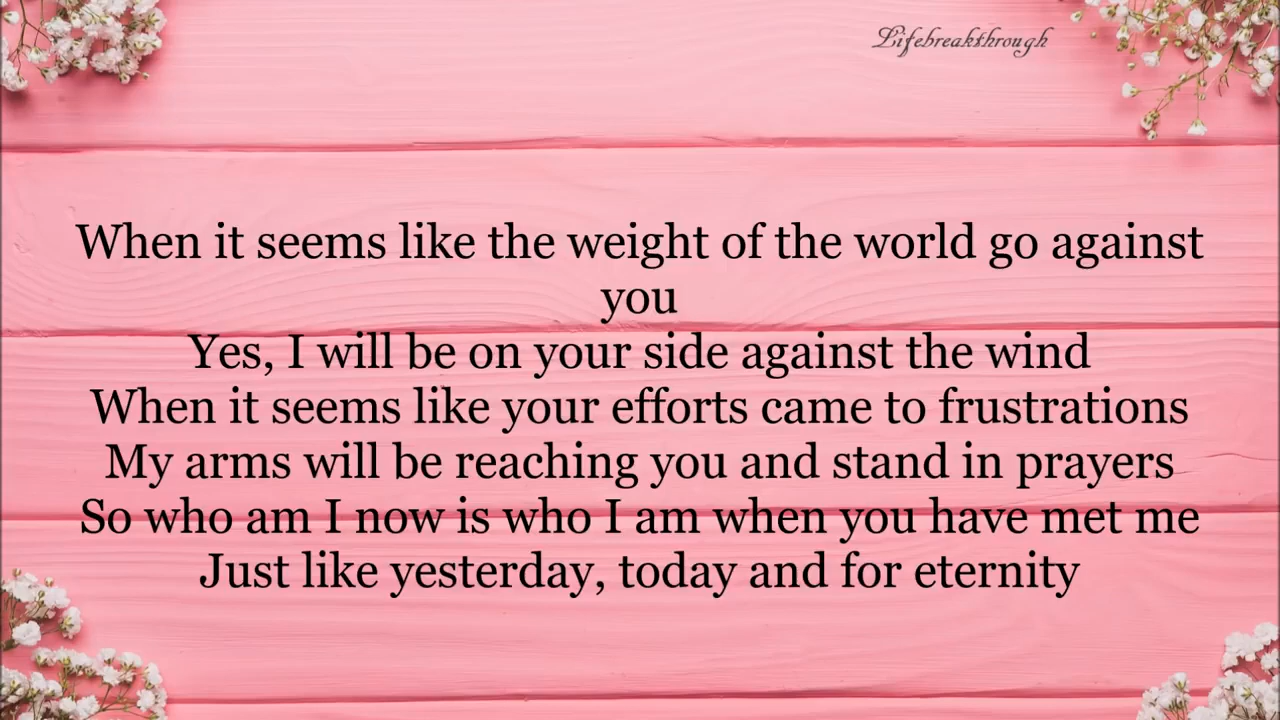 Lifebreakthrough
When it seems like the weight of the world go against
you
Yes, I will be on your side against the wind
When it seems like your efforts came to frustrations
My arms will be reaching you and stand in prayers
So who am I now is who I am when you have met me
Just like yesterday, today and for eternity